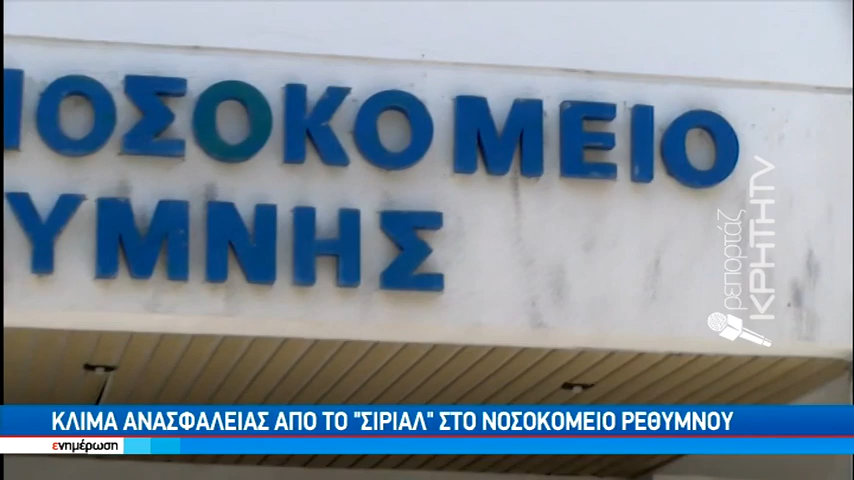 ΝΟΣΟΚΟΜΕΙΟ
ΥΜΝΗΣ
ρεπορτάζ
ΚΡΗΤΗTV
ΚΛΙΜΑ ΑΝΑΣΦΑΛΕΙΑΣ ΑΠΟ ΤΟ "ΣΙΡΙΑΛ" ΣΤΟ ΝΟΣΟΚΟΜΕΙΟ ΡΕΘΥΜΝΟΥ
ενημέρωση